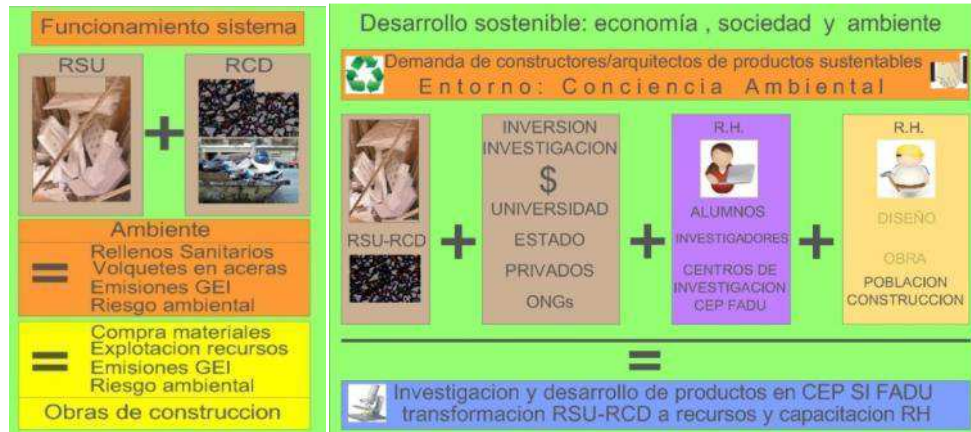 Funcionamiento sistema
RSU
RCD
+
Ambiente
=
Rellenos Sanitarios
Volquetes en aceras
Emisiones GEI
Riesgo ambiental
=
Compra materiales
Explotacion recursos
Emisiones GEI
Riesgo ambiental
Obras de construccion
Desarrollo sostenible: economía , sociedad y ambiente
Demanda de constructores/arquitectos de productos sustentables
Entorno: Conciencia Ambiental
RSU-RCD
+
INVERSION
INVESTIGACION
$
UNIVERSIDAD
ESTADO
PRIVADOS
ONGs
+
R.H.
ALUMNOS
INVESTIGADORES
CENTROS DE
INVESTIGACION
CEP FADU
+
R.H.
DISEÑO
OBRA
POBLACION
CONSTRUCCION
=
Investigacion y desarrollo de productos en CEP SI FADU
transformación RSU-RCD a recursos y capacitacion RH